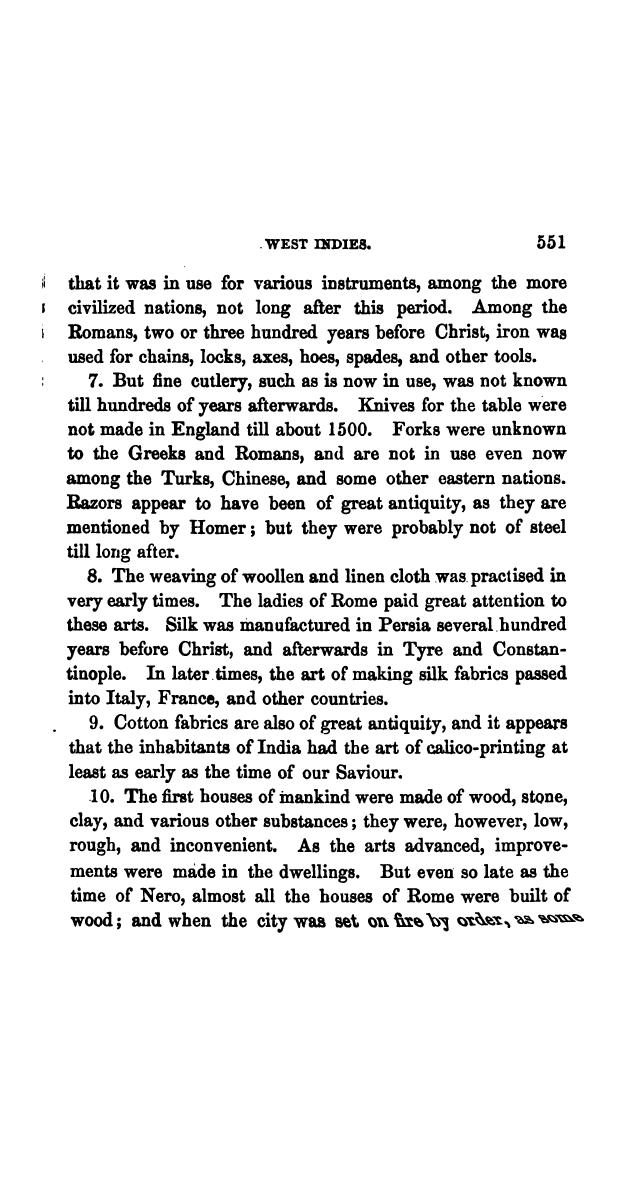 WEST INDIES. 551
that it was in use for various instruments, among the more
civilized nations, not long after this period. Among the
Romans, two or three hundred years before Christ, iron was
used for chains, locks, axes, hoes, spades, and other tools.
7. But fine cutlery, such as is now in use, was not known
till hundreds of years afterwards. Knives for the table were
not made in England till about 1500. Forks were unknown
to the Greeks and Romans, and are not in use even now
among the Turks, Chinese, and some other eastern nations.
Razors appear to have been of great antiquity, as they are
mentioned by Homer; but they were probably not of steel
till long after.
8. The weaving of woollen and linen cloth was practised in
very early times. The ladies of Rome paid great attention to
these arts. Silk was manufactured in Persia several hundred
years before Christ, and afterwards in Tyre and Constan-
tinople. In later times, the art of making silk fabrics passed
into Italy, France, and other countries.
9. Cotton fabrics are also of great antiquity, and it appears
that the inhabitants of India had the art of calico-printing at
least as early as the time of our Saviour.
10. The first houses of mankind were made of wood, stone,
clay, and various other substances; they were, however, low,
rough, and inconvenient. As the arts advanced, improve-
ments were made in the dwellings. But even so late as the
time of Nero, almost all the houses of Rome were built of
wood; and when the city was set on fire by order, as some